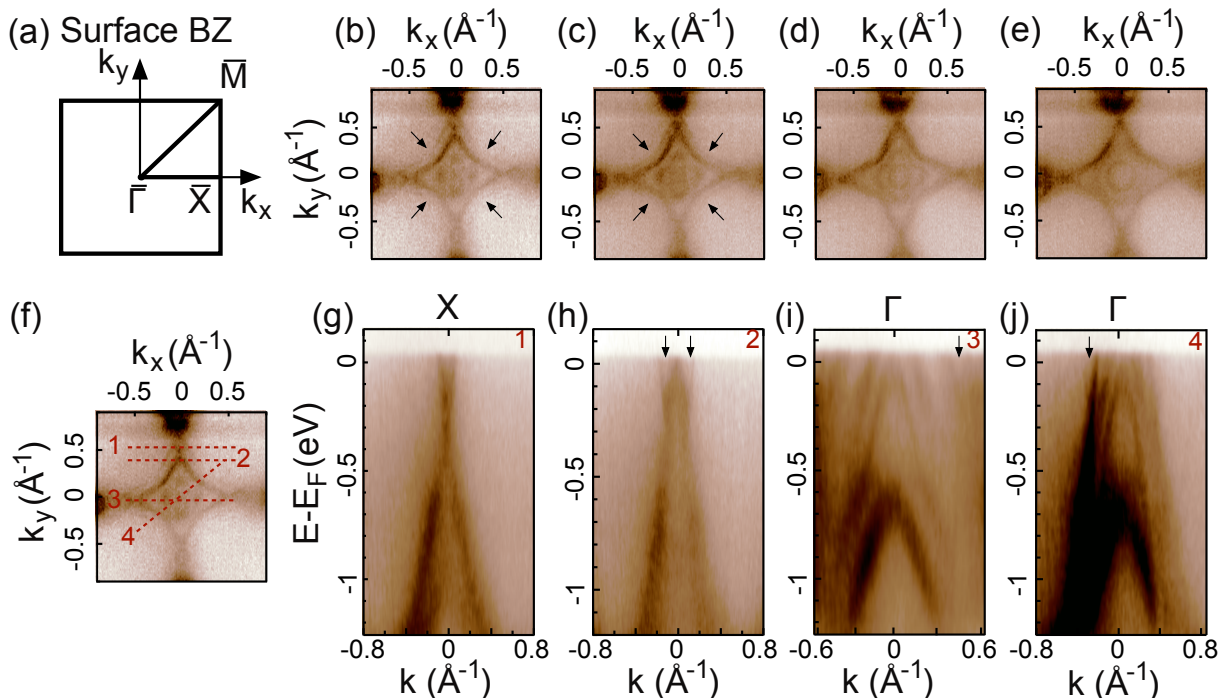 (a) Surface BZ
k_y
M̅
Γ̅
X̅
k_x
(b) k_x (Å⁻¹)
-0.5 0 0.5
k_y (Å⁻¹)
0.5
0
-0.5
(c) k_x (Å⁻¹)
-0.5 0 0.5
0.5
0
-0.5
(d) k_x (Å⁻¹)
-0.5 0 0.5
0.5
0
-0.5
(e) k_x (Å⁻¹)
-0.5 0 0.5
0.5
0
-0.5
(f)
k_x (Å⁻¹)
-0.5 0 0.5
k_y (Å⁻¹)
0.5
0
-0.5
1
2
3
4
(g) X
1
E-E_F (eV)
0
-0.5
-1
-0.8 0 0.8
k (Å⁻¹)
(h)
2
0
-0.5
-1
-0.8 0 0.8
k (Å⁻¹)
(i) Γ
3
0
-0.5
-1
-0.6 0 0.6
k (Å⁻¹)
(j) Γ
4
0
-0.5
-1
-0.8 0 0.8
k (Å⁻¹)